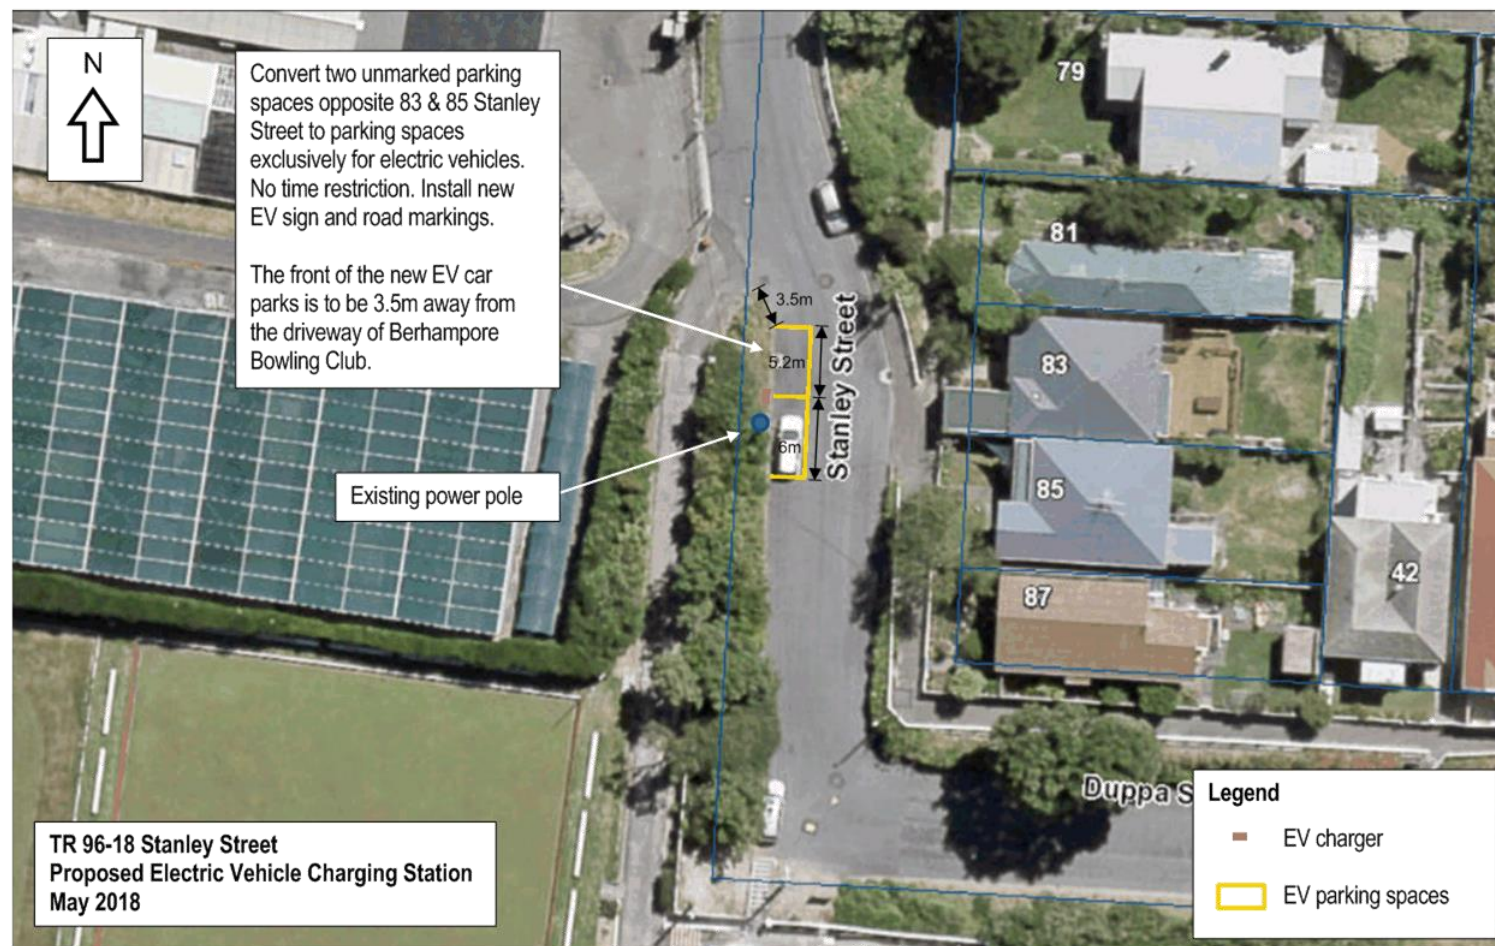 N
Convert two unmarked parking
spaces opposite 83 & 85 Stanley
Street to parking spaces
exclusively for electric vehicles.
No time restriction. Install new
EV sign and road markings.
The front of the new EV car
parks is to be 3.5m away from
the driveway of Berhampore
Bowling Club.
Existing power pole
3.5m
5.2m
6m
Stanley Street
79
81
83
85
87
42
Duppa S
TR 96-18 Stanley Street
Proposed Electric Vehicle Charging Station
May 2018
Legend
EV charger
EV parking spaces